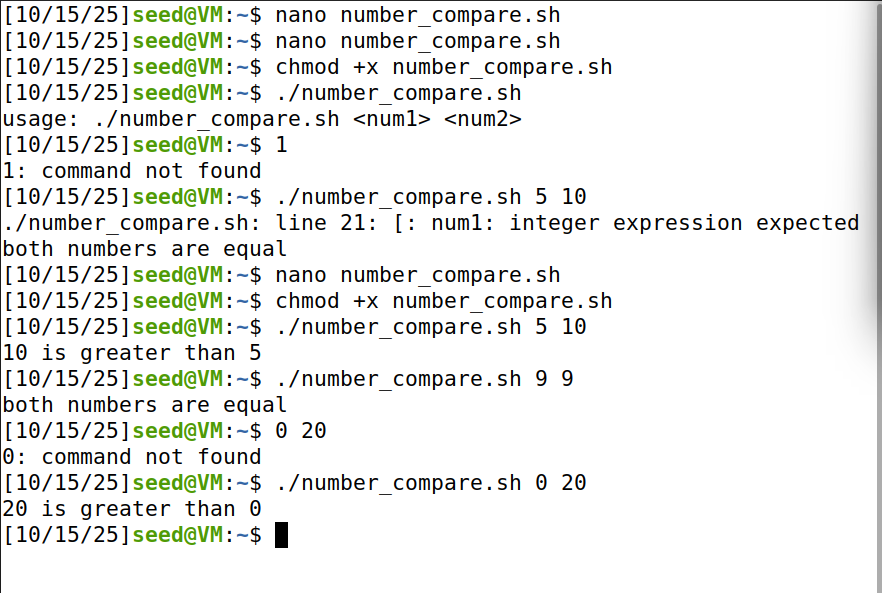 [10/15/25]seed@VM:~$ nano number_compare.sh
[10/15/25]seed@VM:~$ nano number_compare.sh
[10/15/25]seed@VM:~$ chmod +x number_compare.sh
[10/15/25]seed@VM:~$ ./number_compare.sh
usage: ./number_compare.sh <num1> <num2>
[10/15/25]seed@VM:~$ 1
1: command not found
[10/15/25]seed@VM:~$ ./number_compare.sh 5 10
./number_compare.sh: line 21: [: num1: integer expression expected
both numbers are equal
[10/15/25]seed@VM:~$ nano number_compare.sh
[10/15/25]seed@VM:~$ chmod +x number_compare.sh
[10/15/25]seed@VM:~$ ./number_compare.sh 5 10
10 is greater than 5
[10/15/25]seed@VM:~$ ./number_compare.sh 9 9
both numbers are equal
[10/15/25]seed@VM:~$ 0 20
0: command not found
[10/15/25]seed@VM:~$ ./number_compare.sh 0 20
20 is greater than 0
[10/15/25]seed@VM:~$